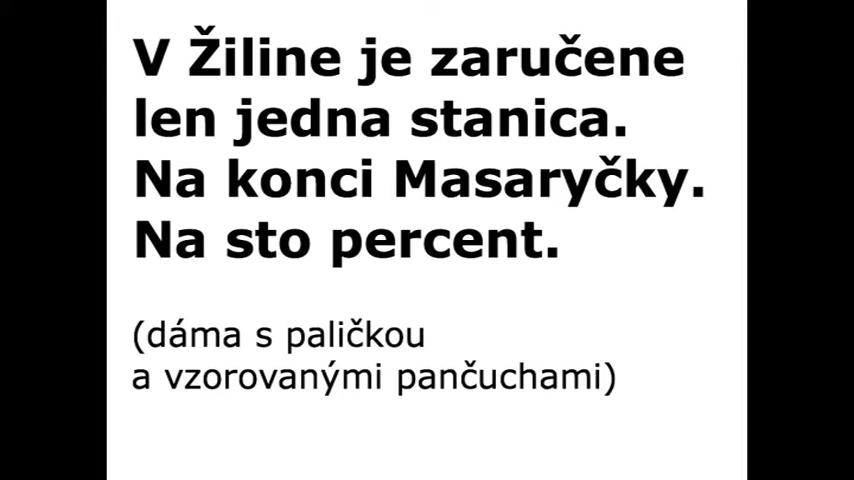 V Žiline je zaručene
len jedna stanica.
Na konci Masaryčky.
Na sto percent.
(dáma s paličkou
a vzorovanými pančuchami)